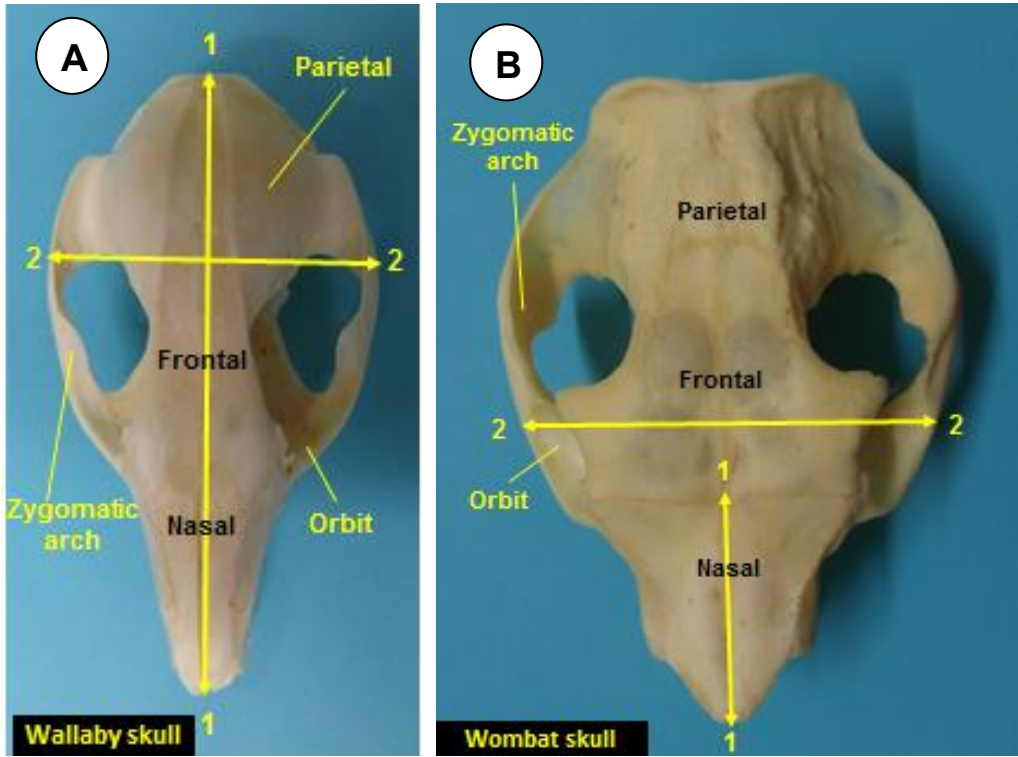 A
1
Parietal
2
2
Frontal
Zygomatic
arch
Nasal
Orbit
1
Wallaby skull
B
Zygomatic
arch
Parietal
Frontal
2
2
1
Orbit
Nasal
1
Wombat skull